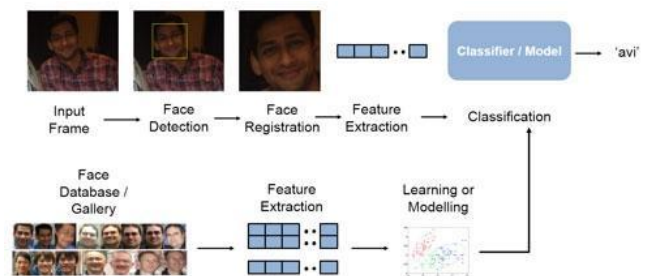 Classifier / Model
'avi'
Input
Frame
Face
Detection
Face
Registration
Feature
Extraction
Classification
Face
Database /
Gallery
Feature
Extraction
Learning or
Modelling